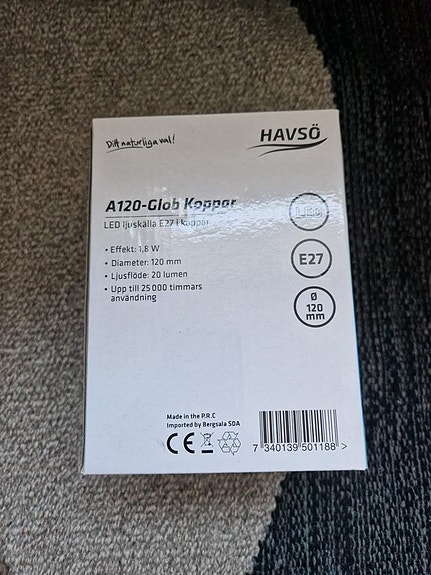 Ditt naturliga val!
HAVSÖ
A120-Glob Koppar
LED ljuskälla E27 i koppar
• Effekt: 1,8 W
• Diameter: 120 mm
• Ljusflöde: 20 lumen
• Upp till 25 000 timmars
användning
LED
E27
Ø
120
mm
Made in the P.R.C
Imported by Bergsala SDA
CE
7 340139 501188 >